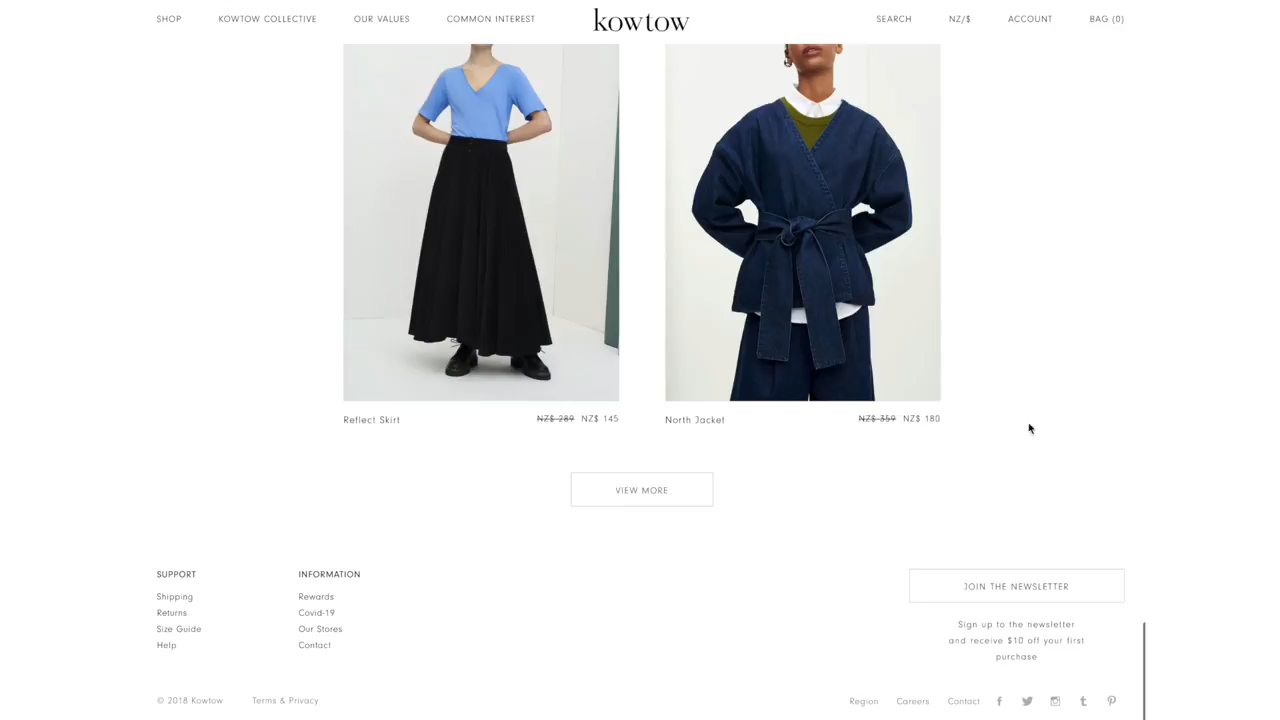 SHOP KOWTOW COLLECTIVE OUR VALUES COMMON INTEREST kowtow SEARCH NZ/$ ACCOUNT BAG (0)
Reflect Skirt NZ$ 289 NZ$ 145
North Jacket NZ$ 359 NZ$ 180
VIEW MORE
SUPPORT
Shipping
Returns
Size Guide
Help
INFORMATION
Rewards
Covid-19
Our Stores
Contact
JOIN THE NEWSLETTER
Sign up to the newsletter
and receive $10 off your first
purchase
© 2018 Kowtow Terms & Privacy Region Careers Contact